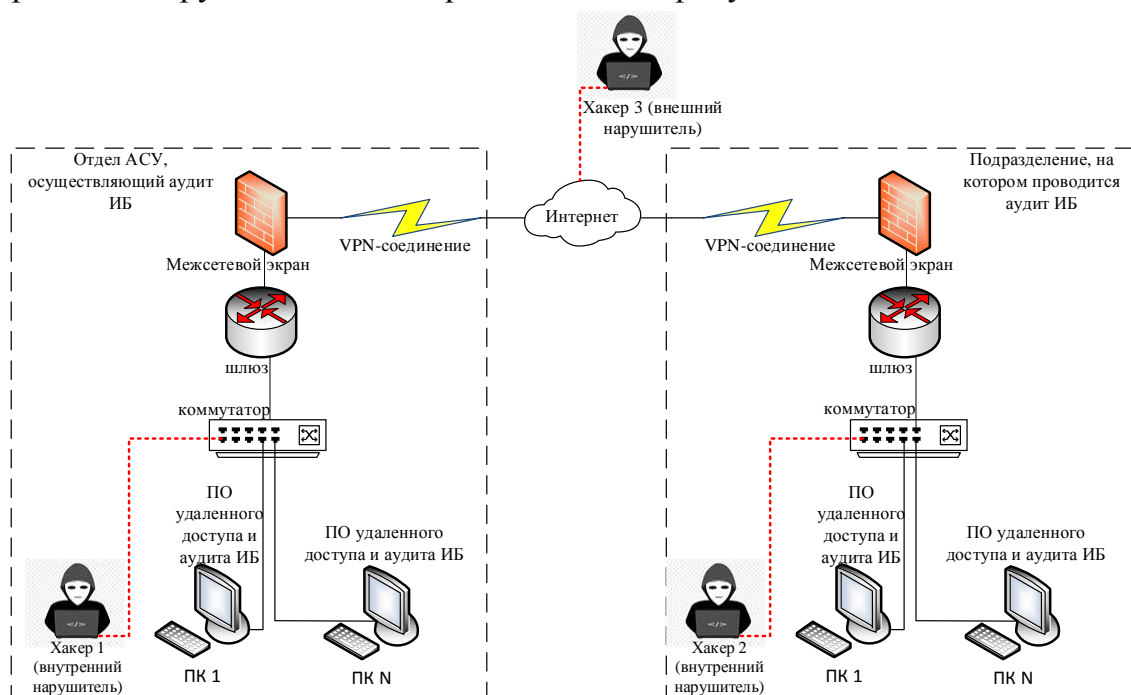 Хакер 3 (внешний
нарушитель)
Отдел АСУ,
осуществляющий аудит
ИБ
Подразделение, на
котором проводится
аудит ИБ
Интернет
VPN-соединение
VPN-соединение
Межсетевой экран
Межсетевой экран
шлюз
шлюз
коммутатор
коммутатор
ПО
удаленного
доступа и
аудита ИБ
ПО удаленного
доступа и аудита ИБ
ПО
удаленного
доступа и
аудита ИБ
ПО удаленного
доступа и аудита ИБ
Хакер 1
(внутренний
нарушитель)
ПК 1
ПК N
Хакер 2
(внутренний
нарушитель)
ПК 1
ПК N